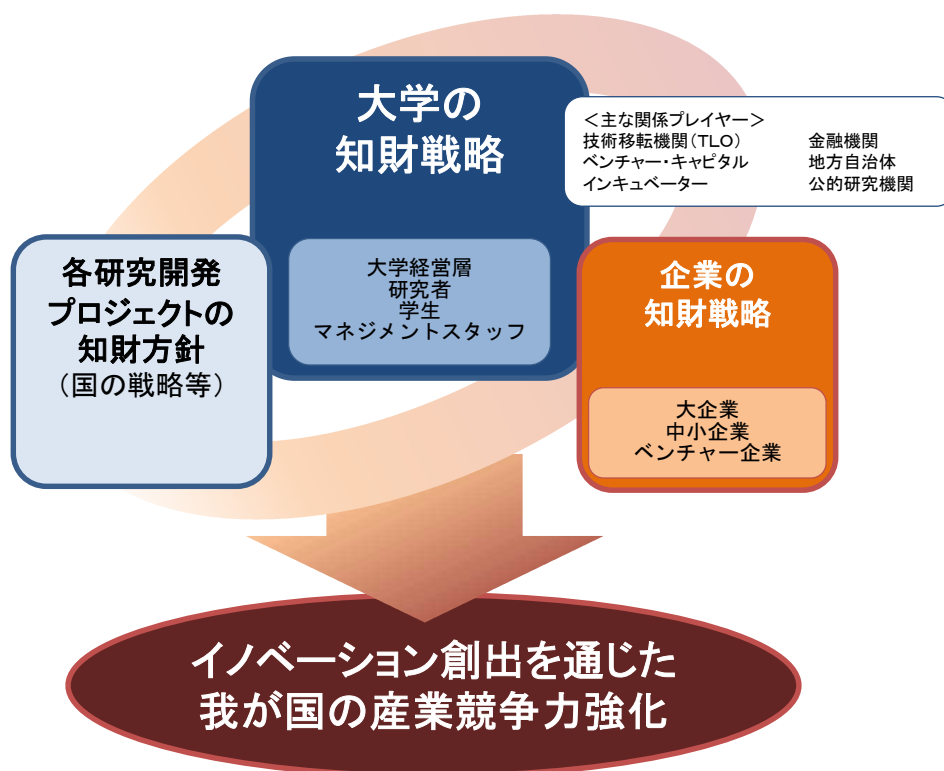 大学の
知財戦略
大学経営層
研究者
学生
マネジメントスタッフ
＜主な関係プレイヤー＞
技術移転機関（TLO） 金融機関
ベンチャー・キャピタル 地方自治体
インキュベーター 公的研究機関
各研究開発
プロジェクトの
知財方針
（国の戦略等）
企業の
知財戦略
大企業
中小企業
ベンチャー企業
イノベーション創出を通じた
我が国の産業競争力強化